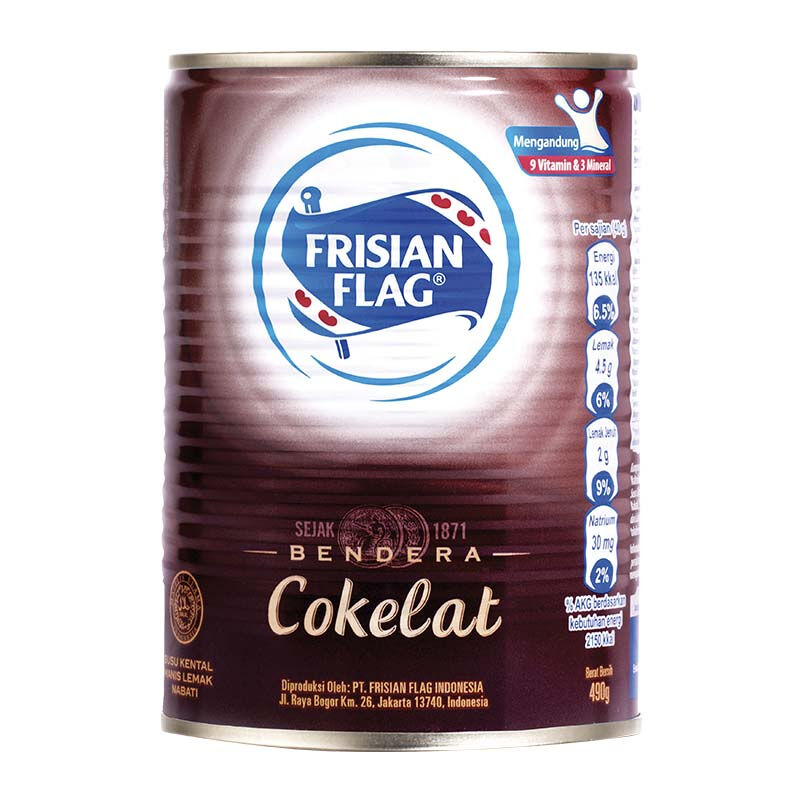 Mengandung
9 Vitamin & 3 Mineral
FRISIAN
FLAG®
Per sajian (40 g)
Energi
135 kkal
6.5%
Lemak
4.5 g
6%
Lemak Jenuh
2 g
9%
Natrium
30 mg
2%
% AKG berdasarkan
kebutuhan energi
2150 kkal
SEJAK 1871
BENDERA
Cokelat
SUSU KENTAL
MANIS LEMAK
NABATI
Diproduksi Oleh: PT. FRISIAN FLAG INDONESIA
Jl. Raya Bogor Km. 26, Jakarta 13740, Indonesia
Berat Bersih
490g